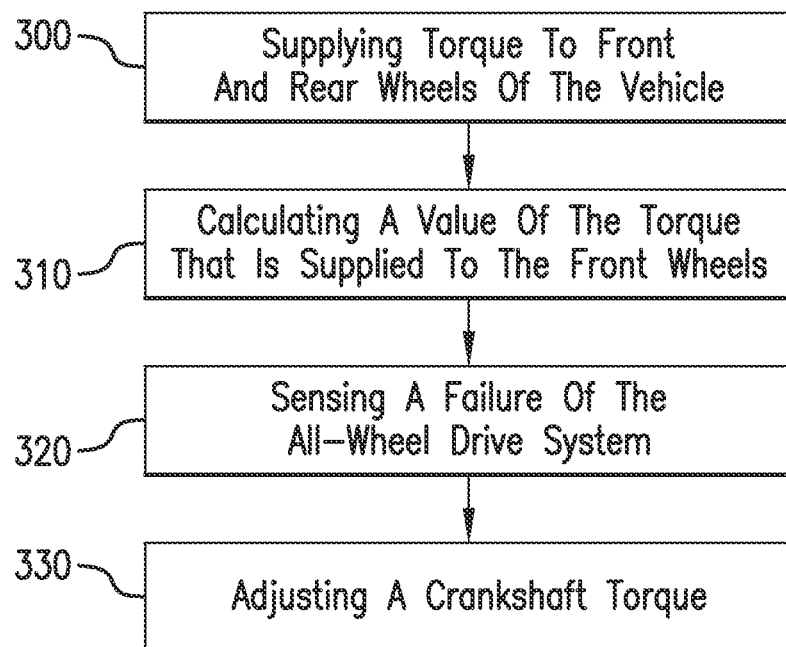 300
Supplying Torque To Front
And Rear Wheels Of The Vehicle
310
Calculating A Value Of The Torque
That Is Supplied To The Front Wheels
320
Sensing A Failure Of The
All-Wheel Drive System
330
Adjusting A Crankshaft Torque